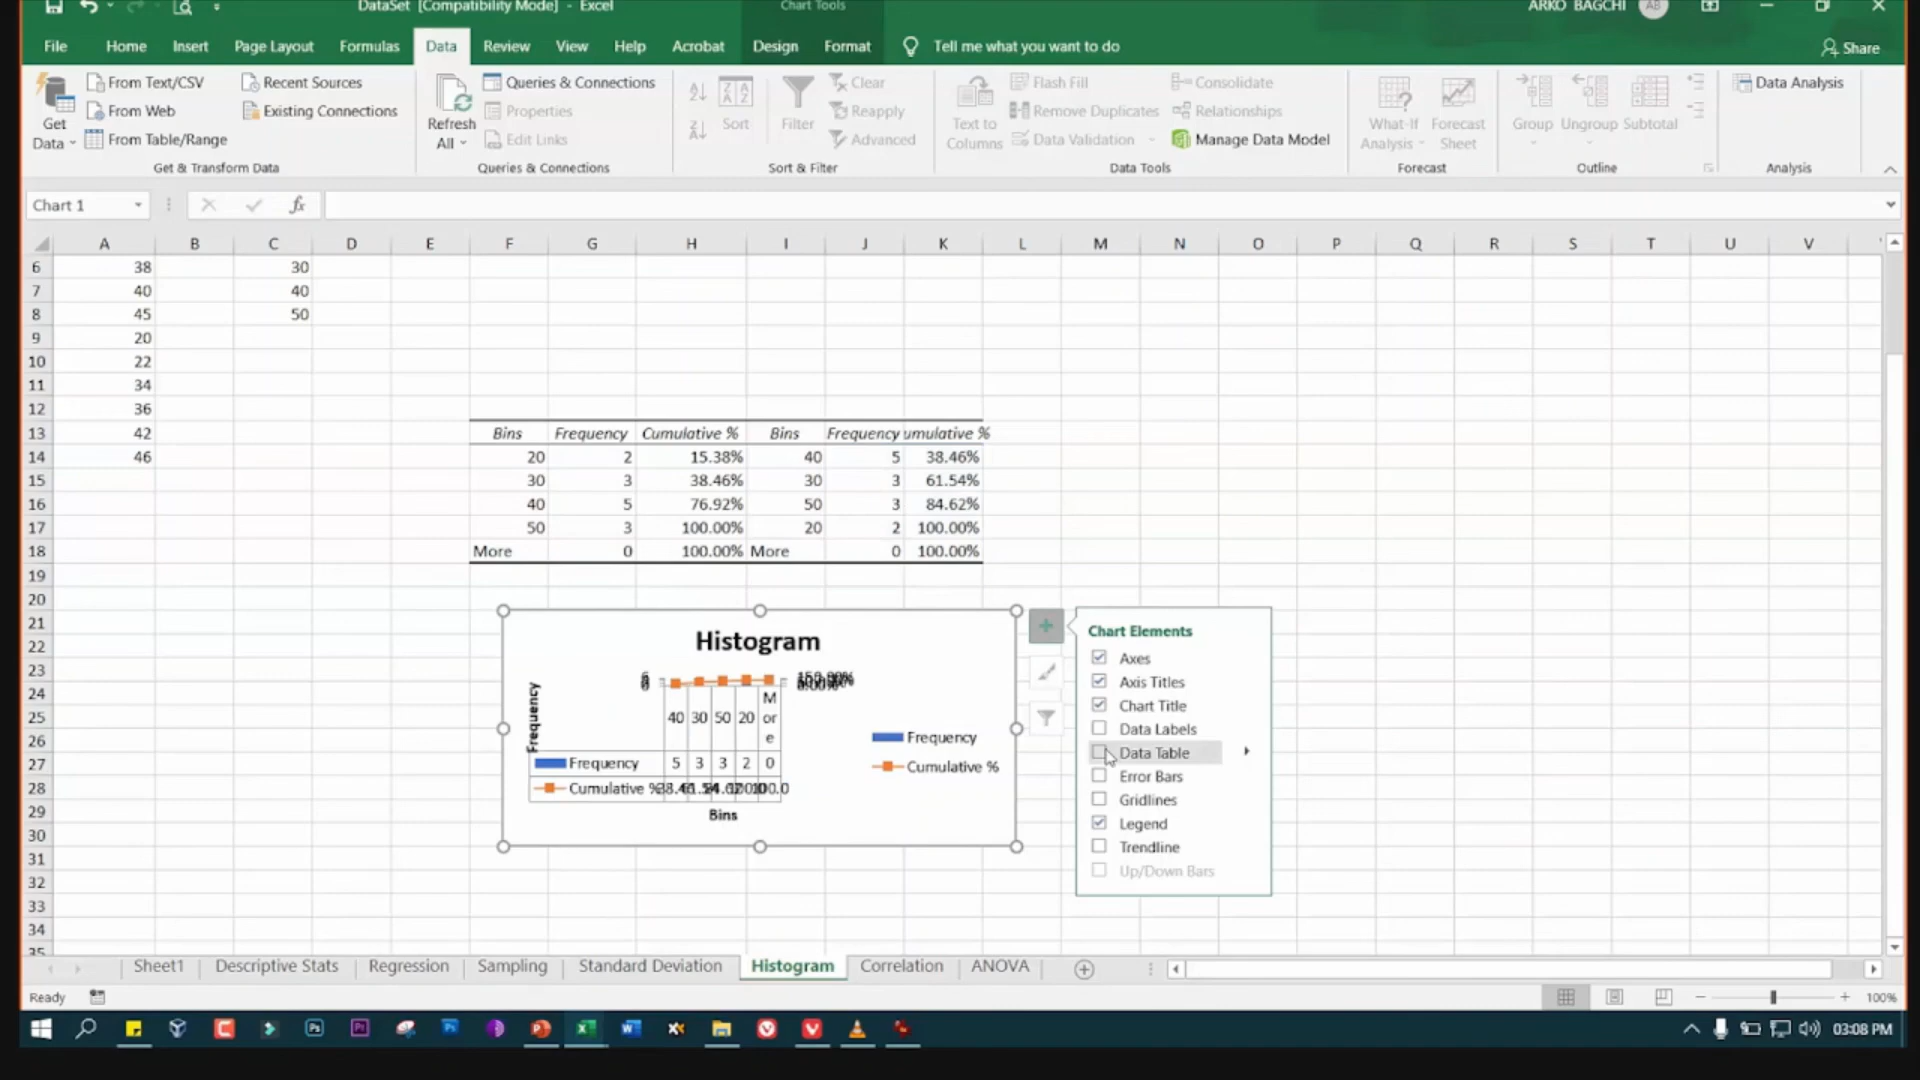 DataSet [Compatibility Mode] - Excel
Chart Tools
ARKO BAGCHI
AB
File Home Insert Page Layout Formulas Data Review View Help Acrobat Design Format Tell me what you want to do Share
Get Data
From Text/CSV
From Web
From Table/Range
Recent Sources
Existing Connections
Get & Transform Data
Refresh All
Queries & Connections
Properties
Edit Links
Queries & Connections
Sort
Filter
Clear
Reapply
Advanced
Sort & Filter
Text to Columns
Flash Fill
Remove Duplicates
Data Validation
Consolidate
Relationships
Manage Data Model
Data Tools
What-If Analysis
Forecast Sheet
Forecast
Group Ungroup Subtotal
Outline
Data Analysis
Analysis
Chart 1
fx
A B C D E F G H I J K L M N O P Q R S T U V
6 38 30
7 40 40
8 45 50
9 20
10 22
11 34
12 36
13 42 Bins Frequency Cumulative % Bins Frequency umulative %
14 46 20 2 15.38% 40 5 38.46%
15 30 3 38.46% 30 3 61.54%
16 40 5 76.92% 50 3 84.62%
17 50 3 100.00% 20 2 100.00%
18 More 0 100.00% More 0 100.00%
19
20
21
22
23
24
25
26
27
28
29
30
31
32
33
34
35
Histogram
Frequency
40 30 50 20 More
Frequency 5 3 3 2 0
Cumulative %
Bins
Frequency
Cumulative %
Chart Elements
Axes
Axis Titles
Chart Title
Data Labels
Data Table
Error Bars
Gridlines
Legend
Trendline
Up/Down Bars
Sheet1 Descriptive Stats Regression Sampling Standard Deviation Histogram Correlation ANOVA
Ready
100%
03:08 PM